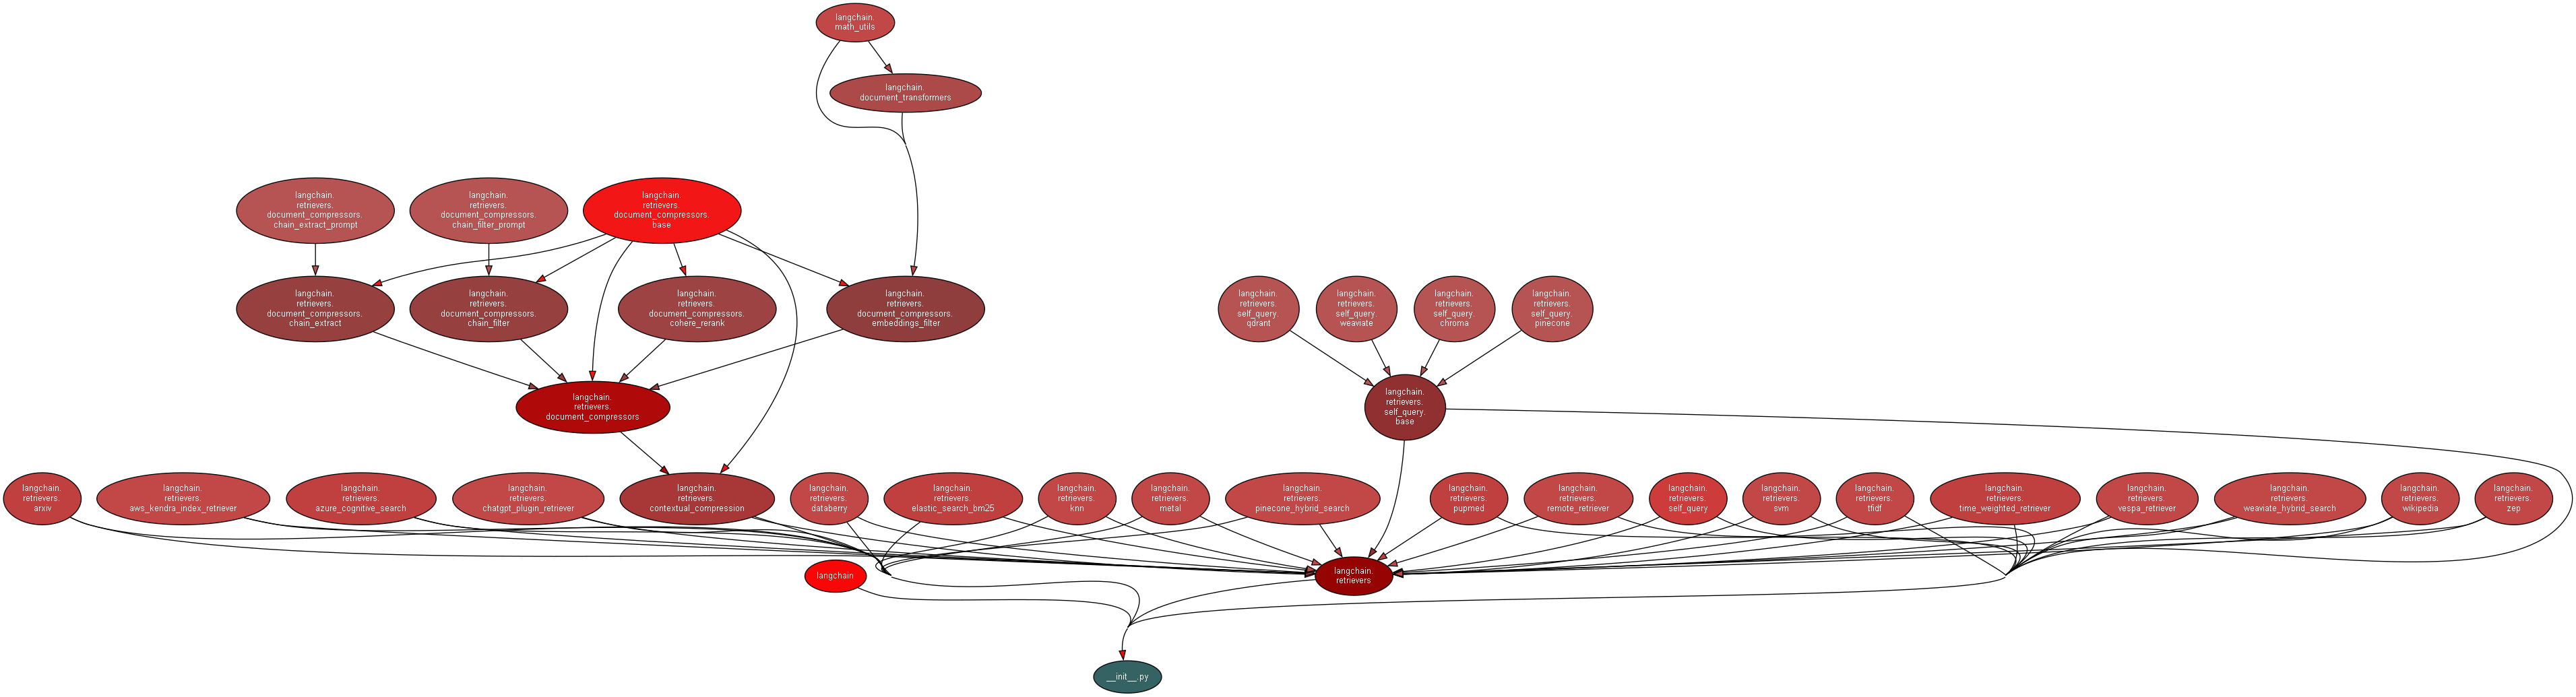 langchain.
math_utils
langchain.
document_transformers
langchain.
retrievers.
document_compressors.
chain_extract_prompt
langchain.
retrievers.
document_compressors.
chain_filter_prompt
langchain.
retrievers.
document_compressors.
base
langchain.
retrievers.
document_compressors.
chain_extract
langchain.
retrievers.
document_compressors.
chain_filter
langchain.
retrievers.
document_compressors.
cohere_rerank
langchain.
retrievers.
document_compressors.
embeddings_filter
langchain.
retrievers.
self_query.
qdrant
langchain.
retrievers.
self_query.
weaviate
langchain.
retrievers.
self_query.
chroma
langchain.
retrievers.
self_query.
pinecone
langchain.
retrievers.
document_compressors
langchain.
retrievers.
self_query.
base
langchain.
retrievers.
arxiv
langchain.
retrievers.
aws_kendra_index_retriever
langchain.
retrievers.
azure_cognitive_search
langchain.
retrievers.
chatgpt_plugin_retriever
langchain.
retrievers.
contextual_compression
langchain.
retrievers.
databerry
langchain.
retrievers.
elastic_search_bm25
langchain.
retrievers.
knn
langchain.
retrievers.
metal
langchain.
retrievers.
pinecone_hybrid_search
langchain.
retrievers.
pupmed
langchain.
retrievers.
remote_retriever
langchain.
retrievers.
self_query
langchain.
retrievers.
svm
langchain.
retrievers.
tfidf
langchain.
retrievers.
time_weighted_retriever
langchain.
retrievers.
vespa_retriever
langchain.
retrievers.
weaviate_hybrid_search
langchain.
retrievers.
wikipedia
langchain.
retrievers.
zep
langchain
langchain.
retrievers
__init__.py